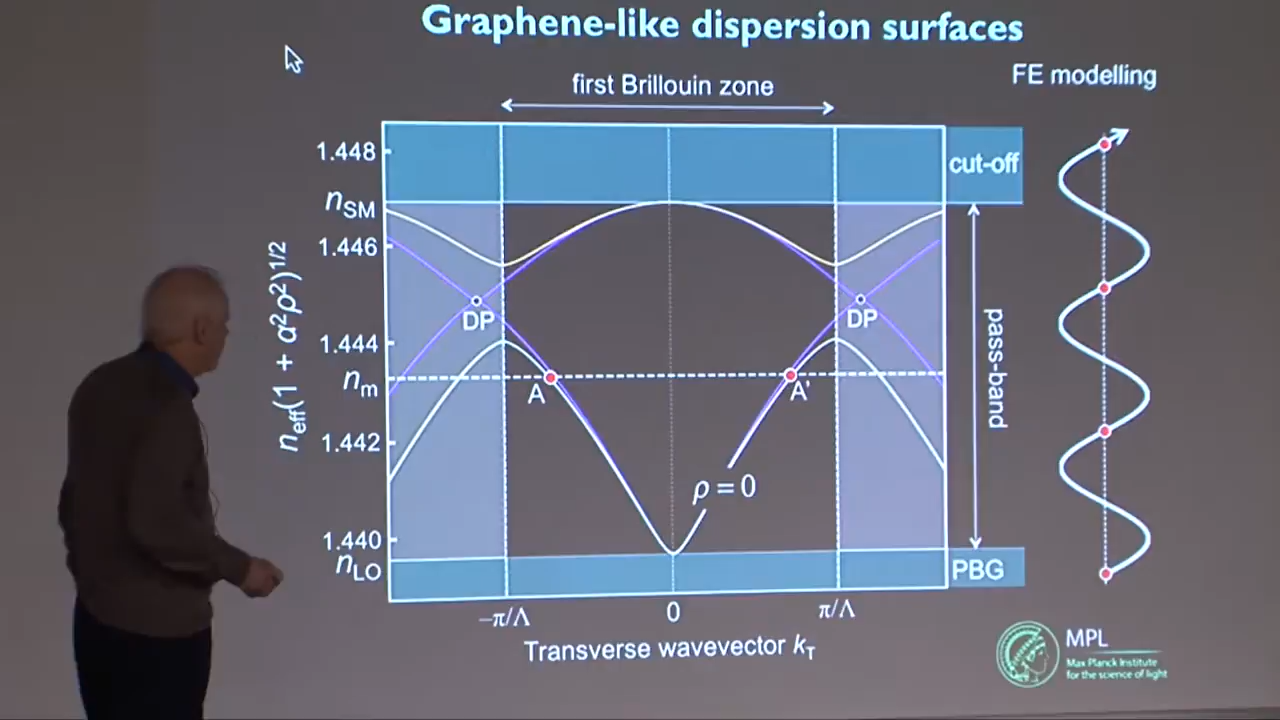 Graphene-like dispersion surfaces
first Brillouin zone
FE modelling
1.448
n_SM
1.446
1.444
n_m
1.442
1.440
n_LO
n_eff(1 + α²ρ²)^1/2
cut-off
pass-band
PBG
DP
DP
A
A'
ρ = 0
−π/Λ
0
π/Λ
Transverse wavevector k_T
MPL
Max Planck Institute
for the science of light